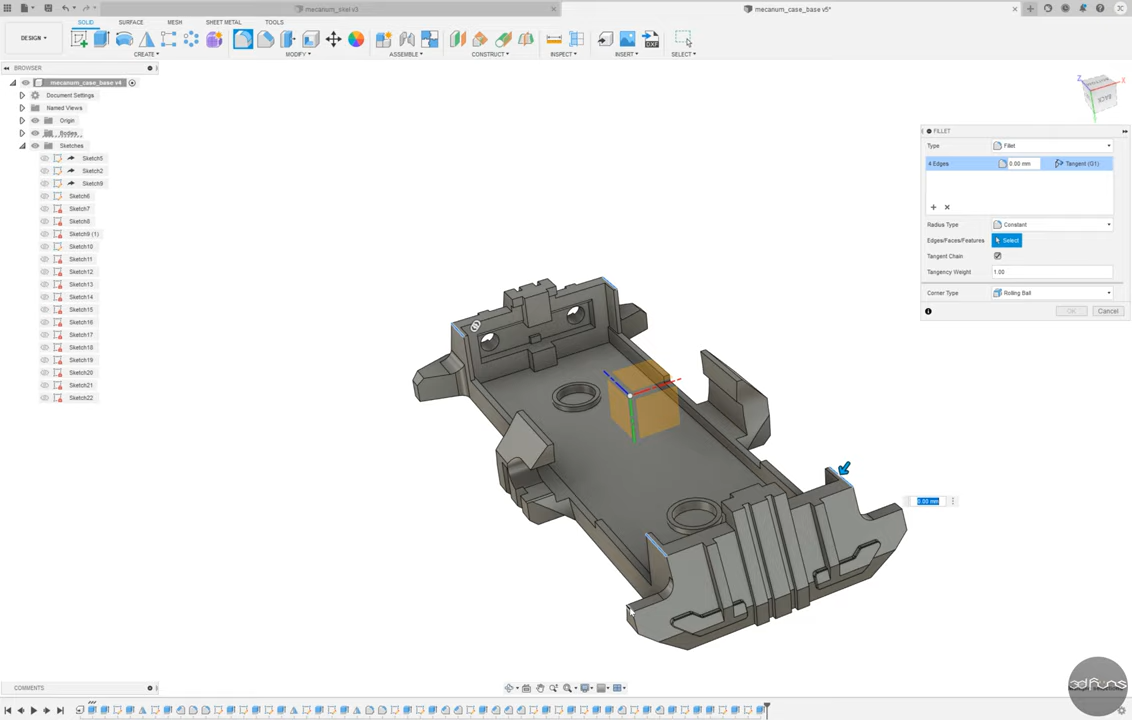 mecanum_skel v3
mecanum_case_base v5*
SOLID
SURFACE
MESH
SHEET METAL
TOOLS
DESIGN
CREATE
MODIFY
ASSEMBLE
CONSTRUCT
INSPECT
INSERT
SELECT
BROWSER
mecanum_case_base v4
Document Settings
Named Views
Origin
Bodies
Sketches
Sketch5
Sketch2
Sketch9
Sketch6
Sketch7
Sketch8
Sketch9 (1)
Sketch10
Sketch11
Sketch12
Sketch13
Sketch14
Sketch15
Sketch16
Sketch17
Sketch18
Sketch19
Sketch20
Sketch21
Sketch22
Z
X
BACK
FILLET
Type
Fillet
4 Edges
0.00 mm
Tangent (G1)
Radius Type
Constant
Edges/Faces/Features
Select
Tangent Chain
Tangency Weight
1.00
Corner Type
Rolling Ball
OK
Cancel
0.00 mm
COMMENTS
3dfuns